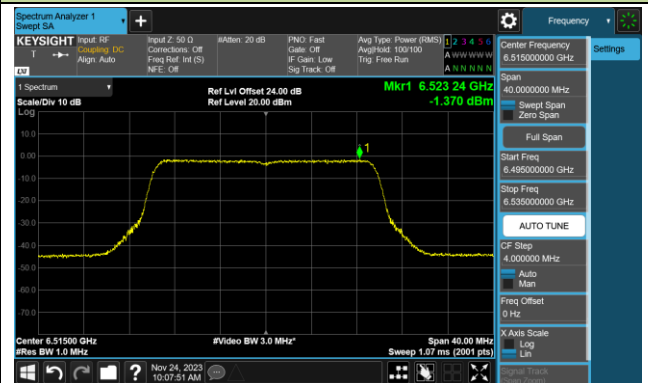 Spectrum Analyzer 1
Swept SA
Frequency
KEYSIGHT
Input: RF
Coupling: DC
Align: Auto
Input Z: 50 Ω
Corrections: Off
Freq Ref: Int (S)
NFE: Off
#Atten: 20 dB
PNO: Fast
Gate: Off
IF Gain: Low
Sig Track: Off
Avg Type: Power (RMS)
Avg|Hold: 100/100
Trig: Free Run
1 2 3 4 5 6
A W W W W W
A N N N N N
LXI
T
Center Frequency
6.515000000 GHz
Settings
Span
40.0000000 MHz
Swept Span
Zero Span
Full Span
Start Freq
6.495000000 GHz
Stop Freq
6.535000000 GHz
AUTO TUNE
CF Step
4.000000 MHz
Auto
Man
Freq Offset
0 Hz
X Axis Scale
Log
Lin
Signal Track
(Span Zoom)
1 Spectrum
Scale/Div 10 dB
Log
Ref Lvl Offset 24.00 dB
Ref Level 20.00 dBm
Mkr1 6.523 24 GHz
-1.370 dBm
1
10.0
0.00
-10.0
-20.0
-30.0
-40.0
-50.0
-60.0
-70.0
Center 6.51500 GHz
#Res BW 1.0 MHz
#Video BW 3.0 MHz*
Span 40.00 MHz
Sweep 1.07 ms (2001 pts)
Nov 24, 2023
10:07:51 AM